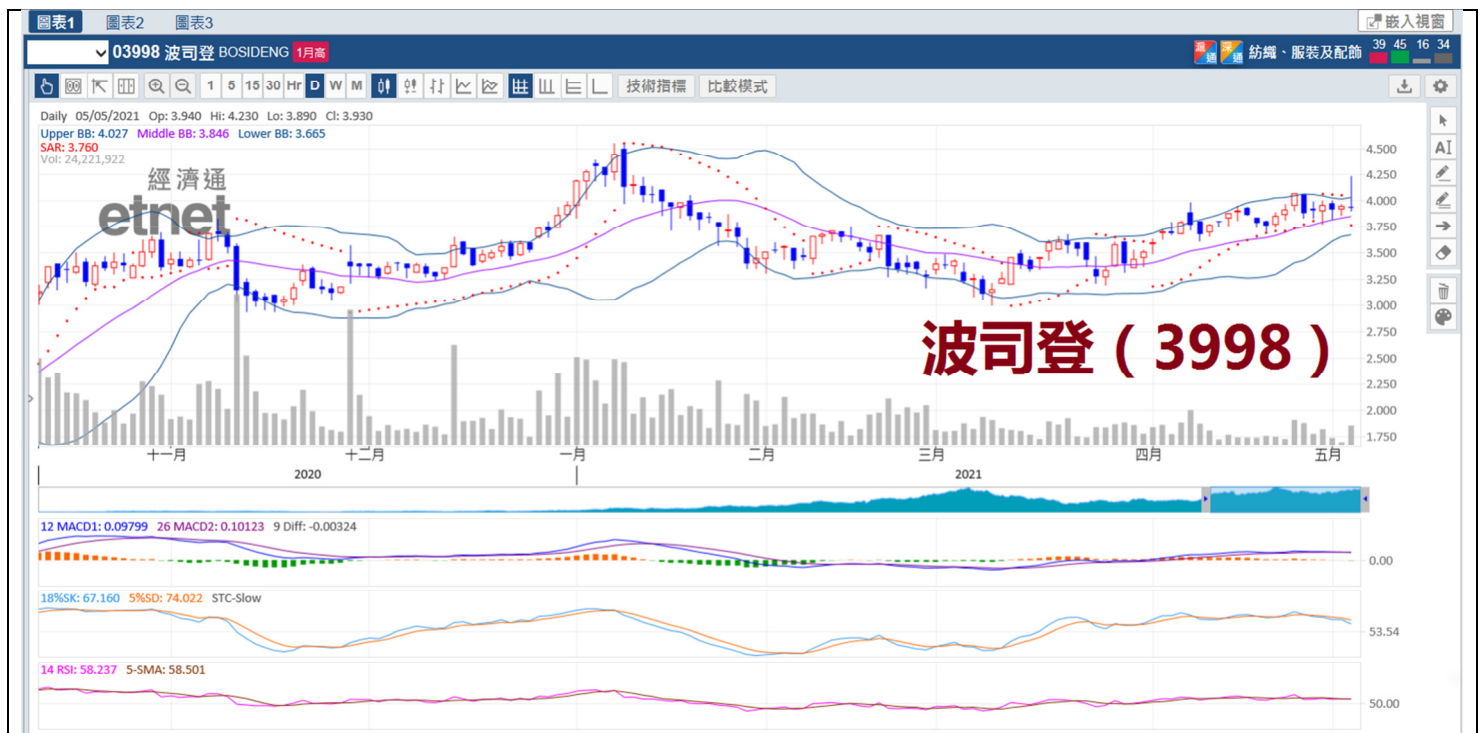 圖表1 圖表2 圖表3 嵌入視窗
03998 波司登 BOSIDENG 1月高 滬通 深通 紡織、服裝及配飾 39 45 16 34
1 5 15 30 Hr D W M 技術指標 比較模式
Daily 05/05/2021 Op: 3.940 Hi: 4.230 Lo: 3.890 Cl: 3.930
Upper BB: 4.027 Middle BB: 3.846 Lower BB: 3.665
SAR: 3.760
Vol: 24,221,922
經濟通
etnet
AI
4.500
4.250
4.000
3.750
3.500
3.250
3.000
2.750
2.500
2.250
2.000
1.750
波司登（3998）
十一月 十二月 一月 二月 三月 四月 五月
2020 2021
12 MACD1: 0.09799 26 MACD2: 0.10123 9 Diff: -0.00324
0.00
18%SK: 67.160 5%SD: 74.022 STC-Slow
53.54
14 RSI: 58.237 5-SMA: 58.501
50.00